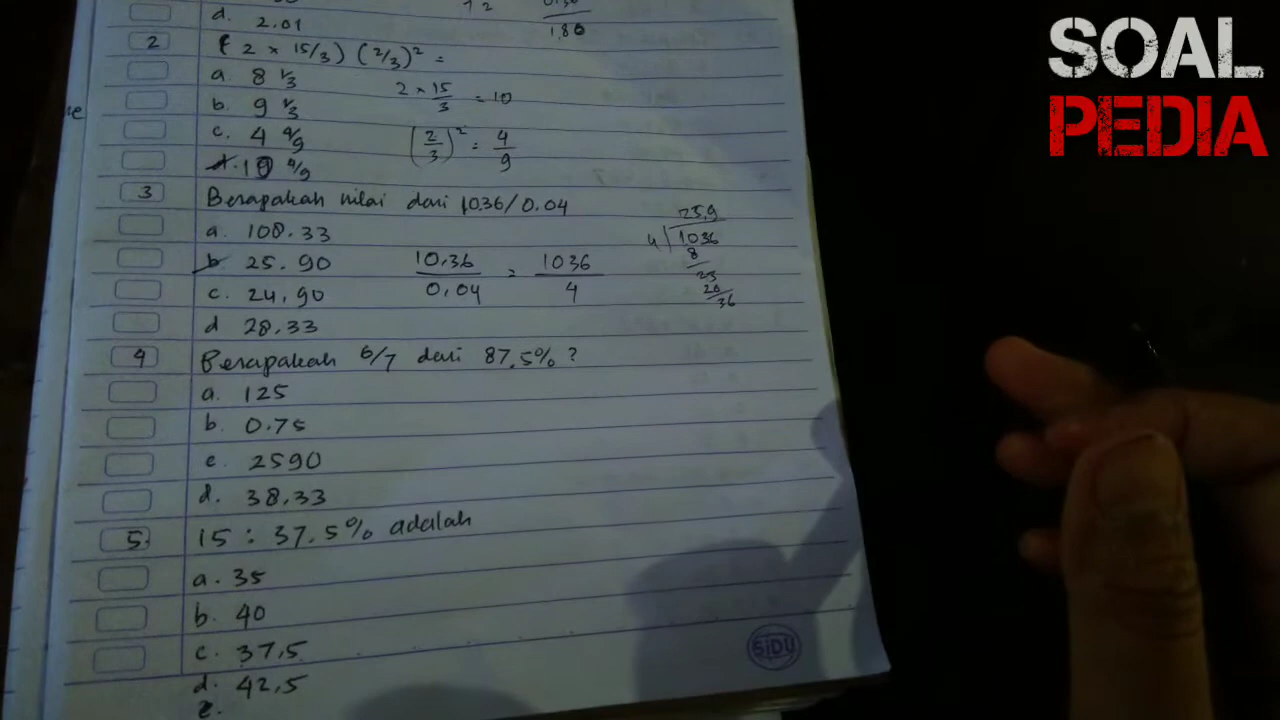 SOAL
PEDIA
d. 2.01
1,80
2 ( 2 × 15/3) (2/3)² =
a 8 1/3
b. 9 1/3
c. 4 4/9
d. 10 4/9
2 × 15/3 = 10
(2/3)² = 4/9
3 Berapakah nilai dari 10.36/0.04
a. 108.33
b 25.90
c. 24,90
d 28.33
10,36/0,04 = 1036/4
25,9
4 1036
8
23
20
36
4 Berapakah 6/7 dari 87,5% ?
a. 125
b. 0.75
c. 2590
d. 38.33
5. 15 : 37.5% adalah
a. 35
b. 40
c. 37,5
d. 42,5
SiDU